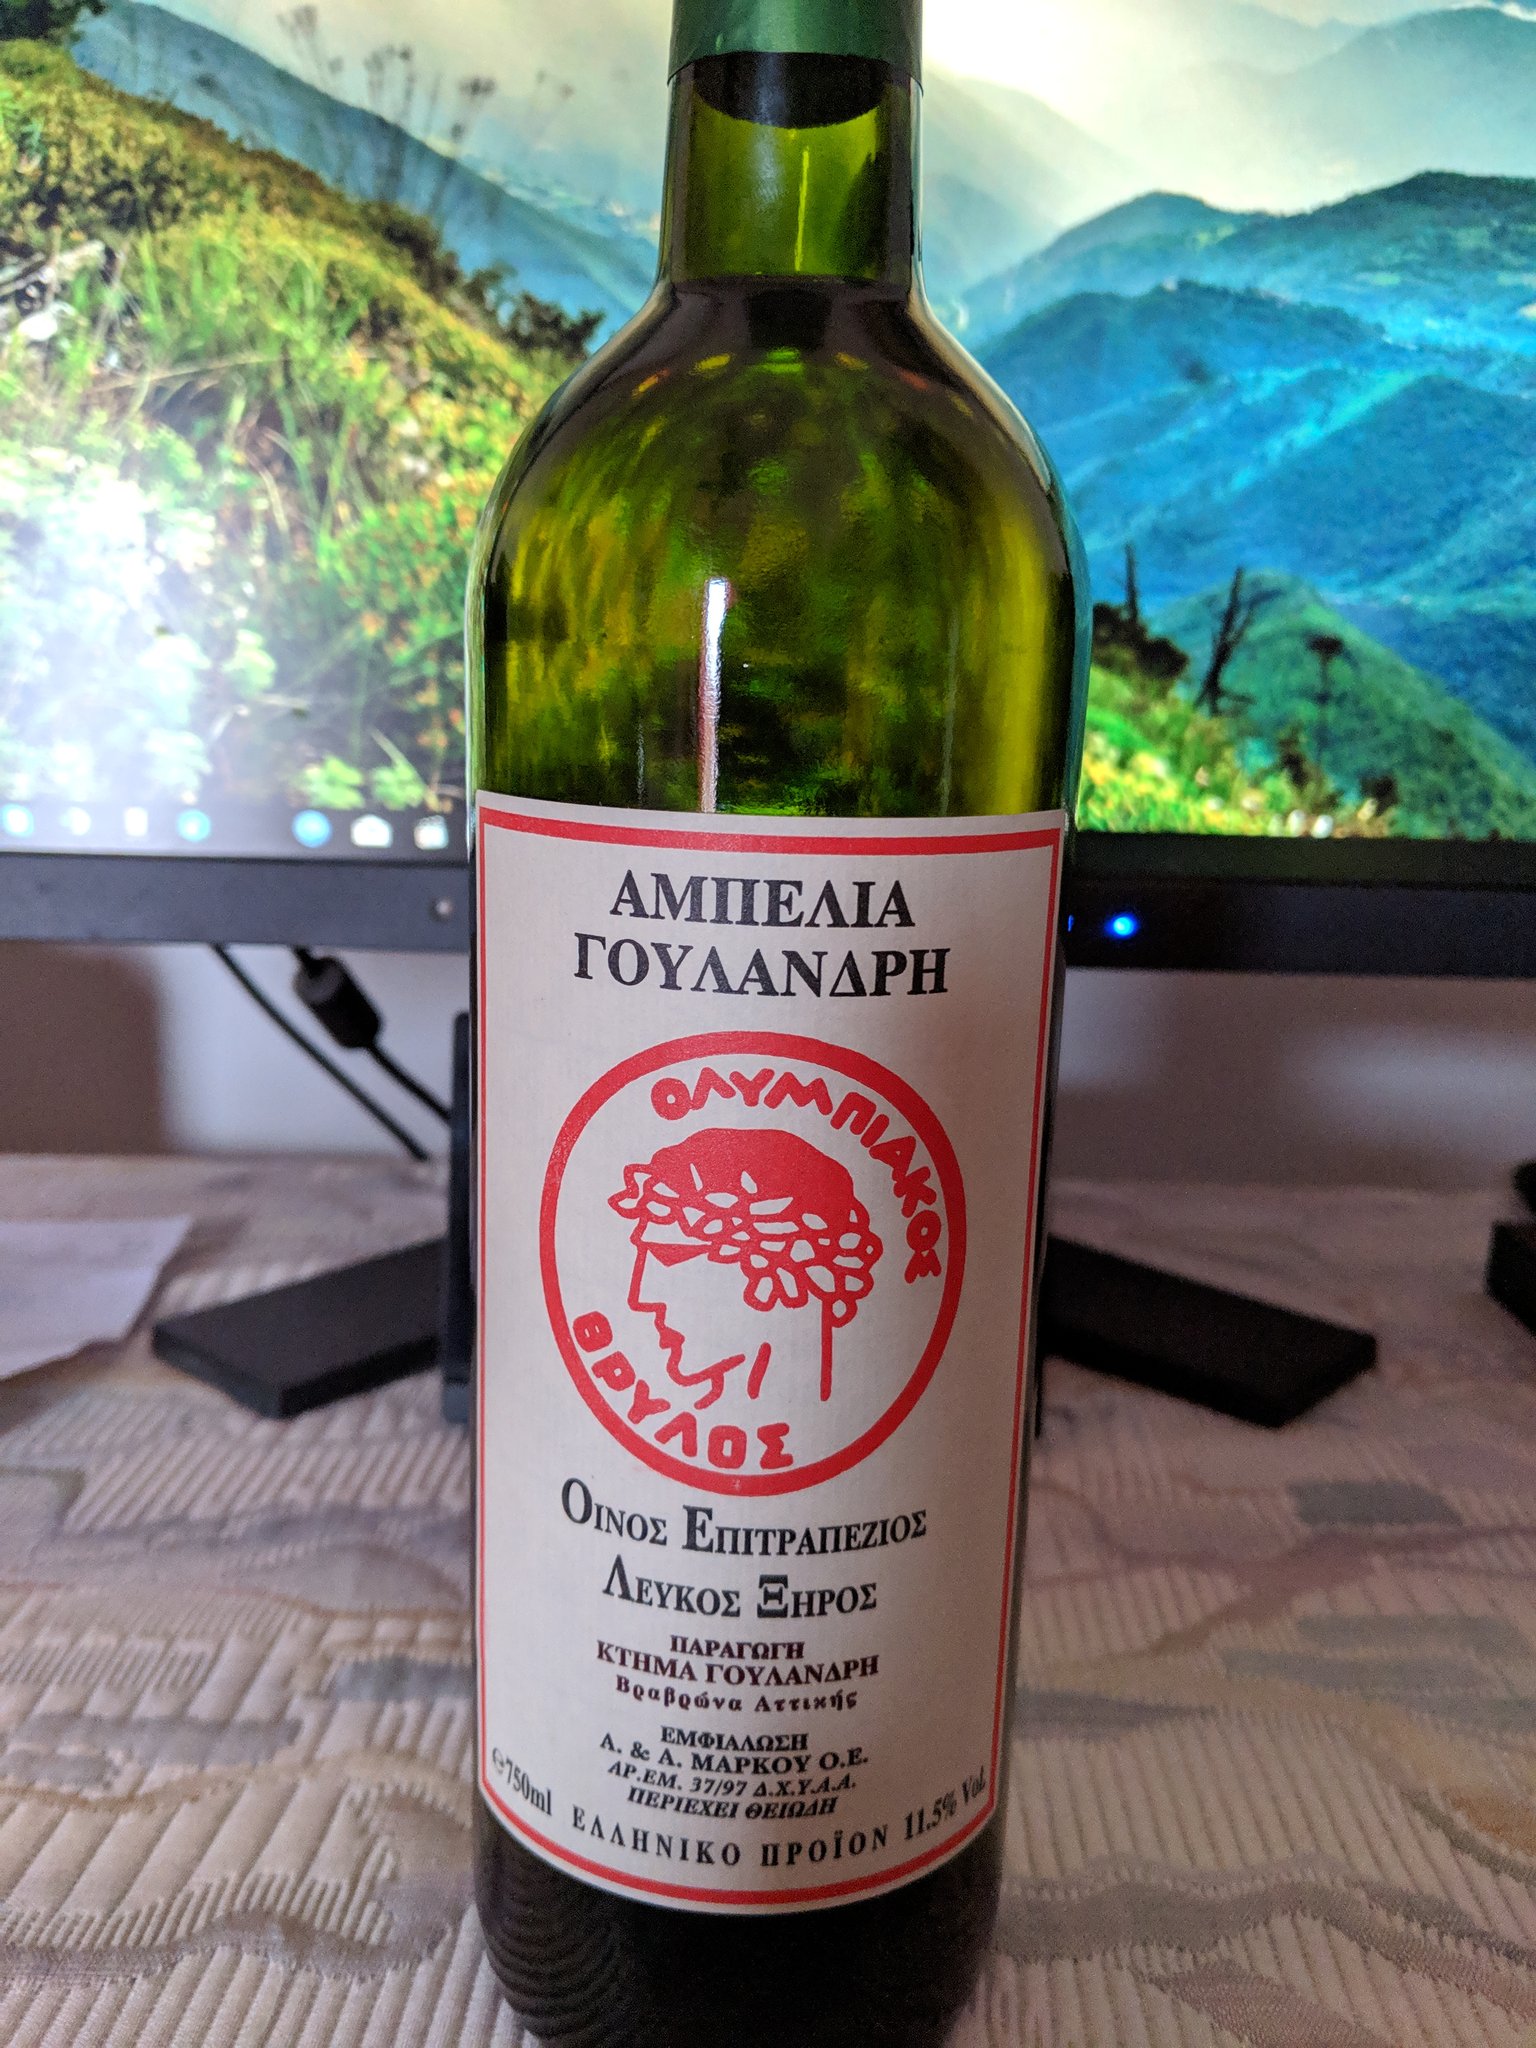 ΑΜΠΕΛΙΑ
ΓΟΥΛΑΝΔΡΗ
ΟΛΥΜΠΙΑΚΟΣ
ΘΡΥΛΟΣ
ΟΙΝΟΣ ΕΠΙΤΡΑΠΕΖΙΟΣ
ΛΕΥΚΟΣ ΞΗΡΟΣ
ΠΑΡΑΓΩΓΗ
ΚΤΗΜΑ ΓΟΥΛΑΝΔΡΗ
Βραβρώνα Αττικής
ΕΜΦΙΑΛΩΣΗ
Α. & Α. ΜΑΡΚΟΥ Ο.Ε.
ΑΡ.ΕΜ. 37/97 Δ.Χ.Υ.Α.Α.
ΠΕΡΙΕΧΕΙ ΘΕΙΩΔΗ
℮750ml ΕΛΛΗΝΙΚΟ ΠΡΟΪΟΝ 11.5% Vol.